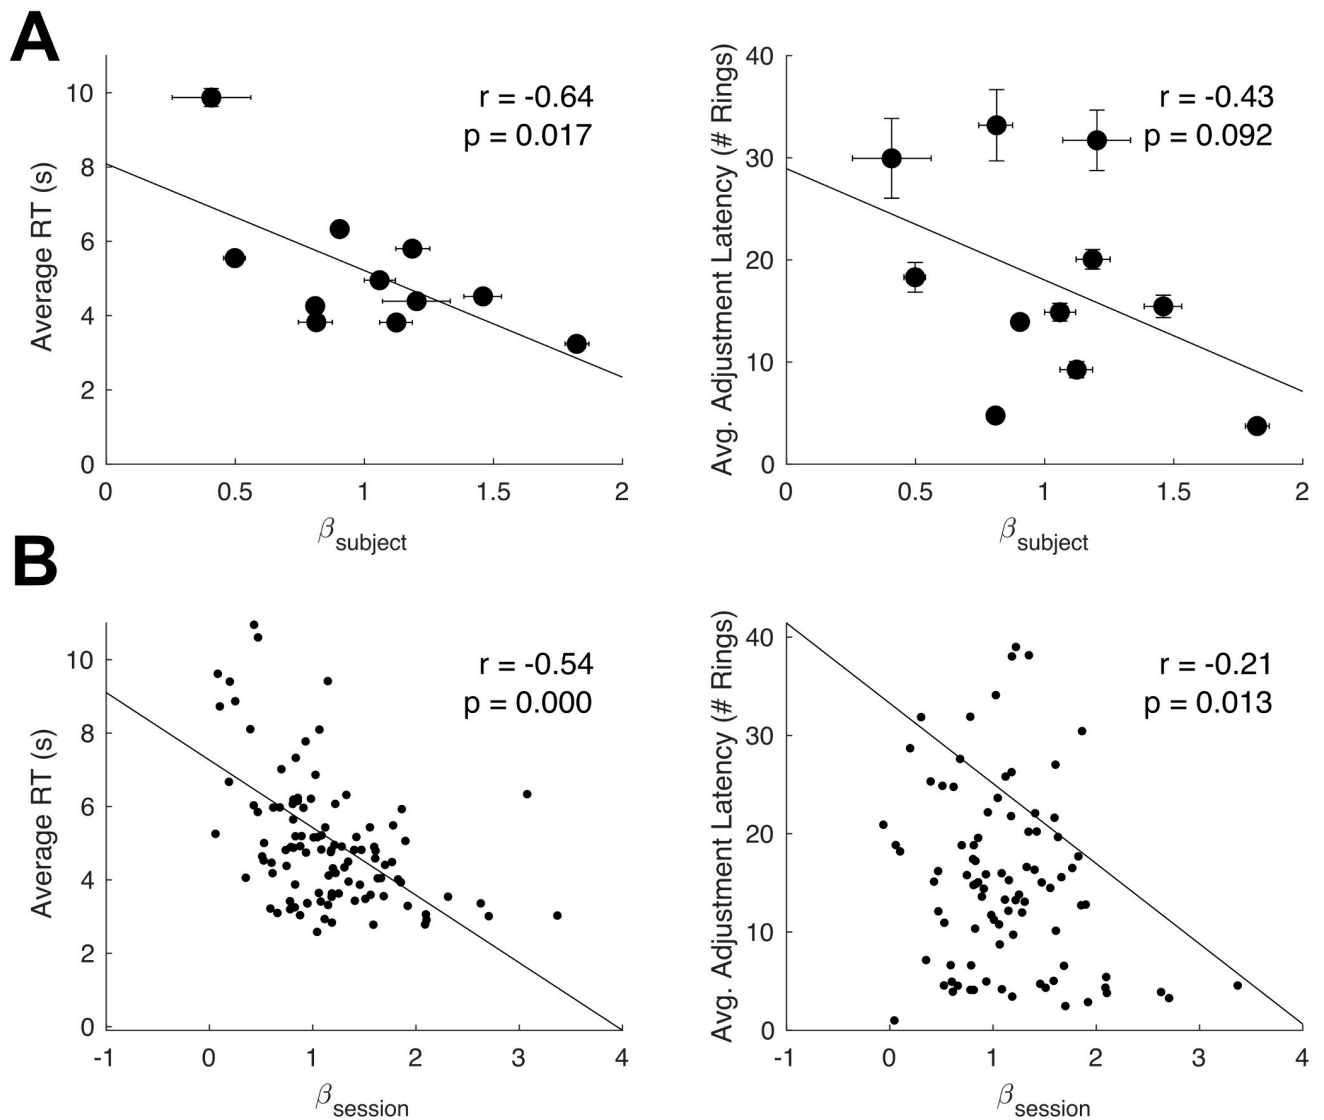 A
Average RT (s)
10
8
6
4
2
0
0 0.5 1 1.5 2
βsubject
r = -0.64
p = 0.017
Avg. Adjustment Latency (# Rings)
40
30
20
10
0
0 0.5 1 1.5 2
βsubject
r = -0.43
p = 0.092
B
Average RT (s)
10
8
6
4
2
0
-1 0 1 2 3 4
βsession
r = -0.54
p = 0.000
Avg. Adjustment Latency (# Rings)
40
30
20
10
0
-1 0 1 2 3 4
βsession
r = -0.21
p = 0.013